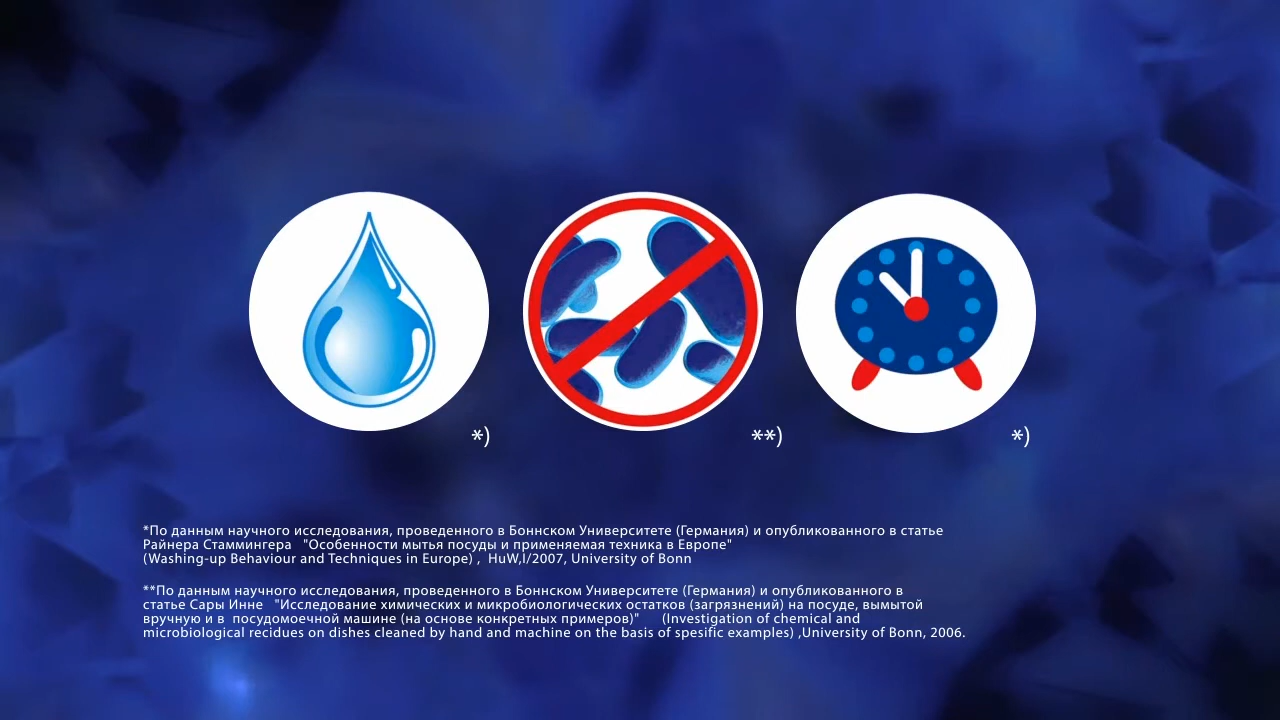 *)
**)
*)
*По данным научного исследования, проведенного в Боннском Университете (Германия) и опубликованного в статье
Райнера Стаммингера "Особенности мытья посуды и применяемая техника в Европе"
(Washing-up Behaviour and Techniques in Europe) , HuW,I/2007, University of Bonn
**По данным научного исследования, проведенного в Боннском Университете (Германия) и опубликованного в
статье Сары Инне "Исследование химических и микробиологических остатков (загрязнений) на посуде, вымытой
вручную и в посудомоечной машине (на основе конкретных примеров)" (Investigation of chemical and
microbiological recidues on dishes cleaned by hand and machine on the basis of spesific examples) ,University of Bonn, 2006.